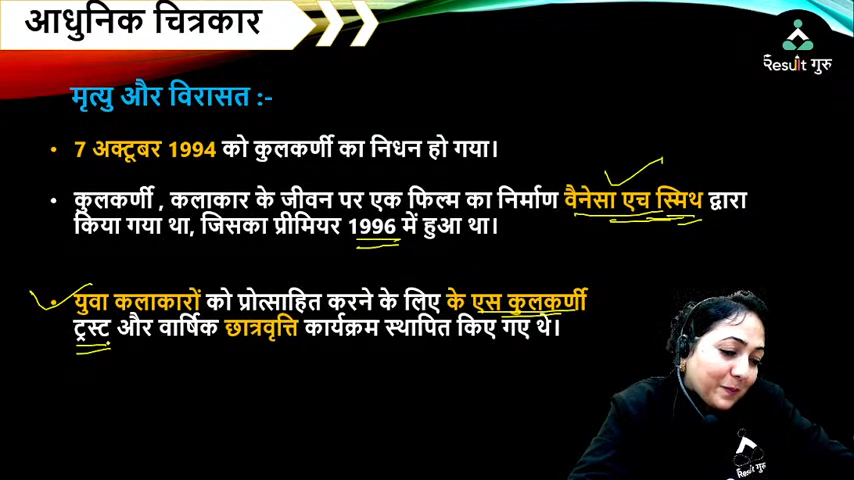 आधुनिक चित्रकार
Result गुरु
मृत्यु और विरासत :-
• 7 अक्टूबर 1994 को कुलकर्णी का निधन हो गया।
• कुलकर्णी , कलाकार के जीवन पर एक फिल्म का निर्माण वैनेसा एच स्मिथ द्वारा
किया गया था, जिसका प्रीमियर 1996 में हुआ था।
• युवा कलाकारों को प्रोत्साहित करने के लिए के एस कुलकर्णी
ट्रस्ट और वार्षिक छात्रवृत्ति कार्यक्रम स्थापित किए गए थे।
Result गुरु